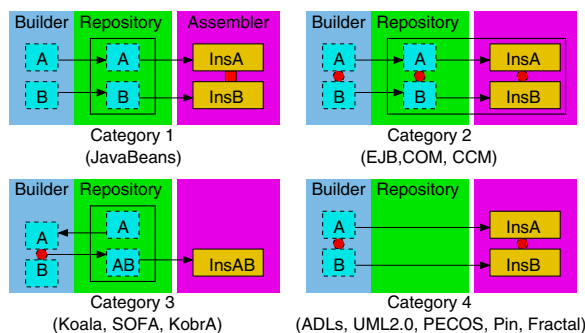 Builder Repository Assembler
A A InsA
B B InsB
Category 1
(JavaBeans)
Builder Repository
A A InsA
B B InsB
Category 2
(EJB,COM, CCM)
Builder Repository
A A
B AB InsAB
Category 3
(Koala, SOFA, KobrA)
Builder Repository
A InsA
B InsB
Category 4
(ADLs, UML2.0, PECOS, Pin, Fractal)